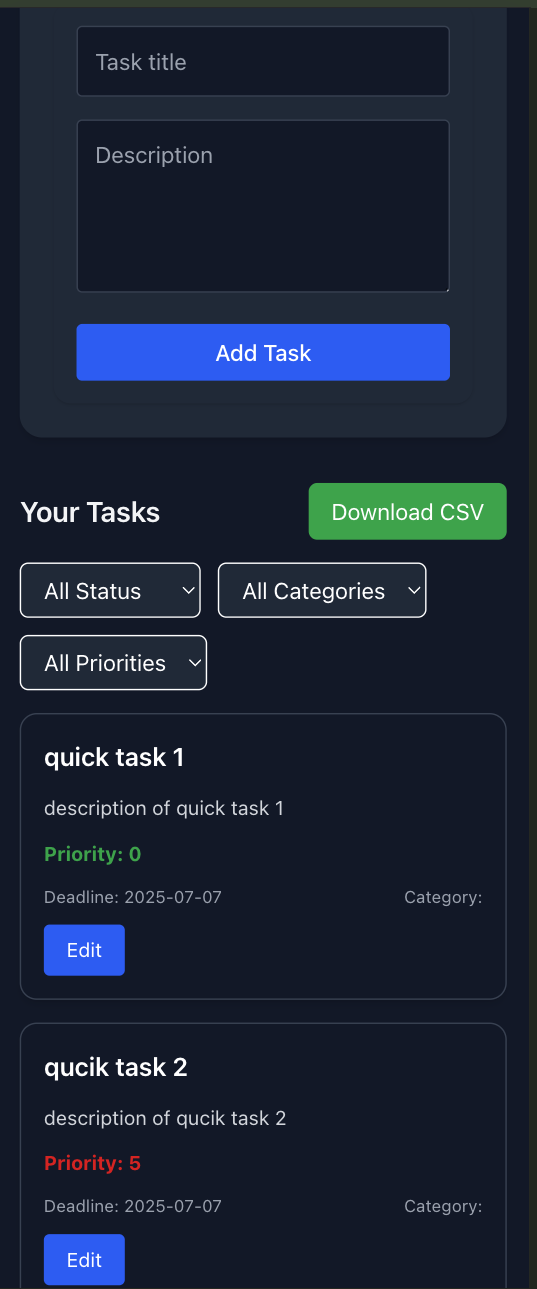 Task title
Description
Add Task
Your Tasks
Download CSV
All Status
All Categories
All Priorities
quick task 1
description of quick task 1
Priority: 0
Deadline: 2025-07-07
Category:
Edit
qucik task 2
description of qucik task 2
Priority: 5
Deadline: 2025-07-07
Category:
Edit